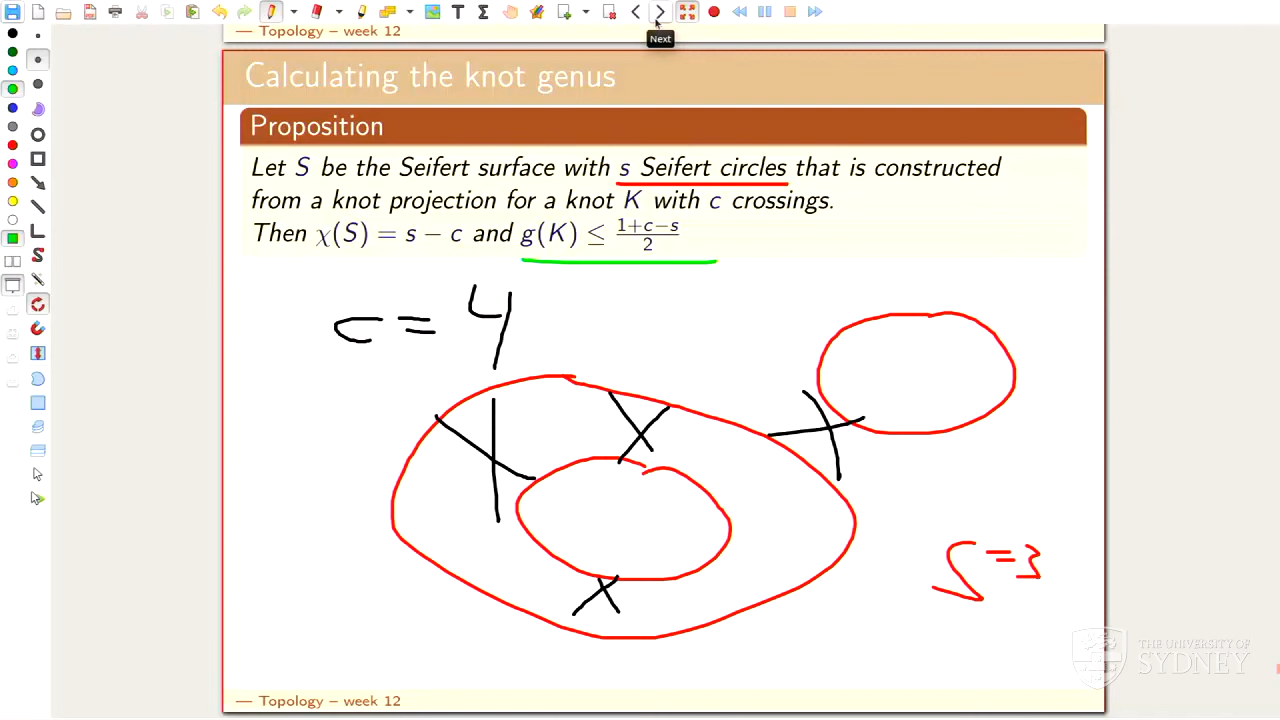 — Topology – week 12
Next
Calculating the knot genus
Proposition
Let S be the Seifert surface with s Seifert circles that is constructed
from a knot projection for a knot K with c crossings.
Then χ(S) = s − c and g(K) ≤ \frac{1+c−s}{2}
c = 4
S = 3
THE UNIVERSITY OF
SYDNEY
— Topology – week 12